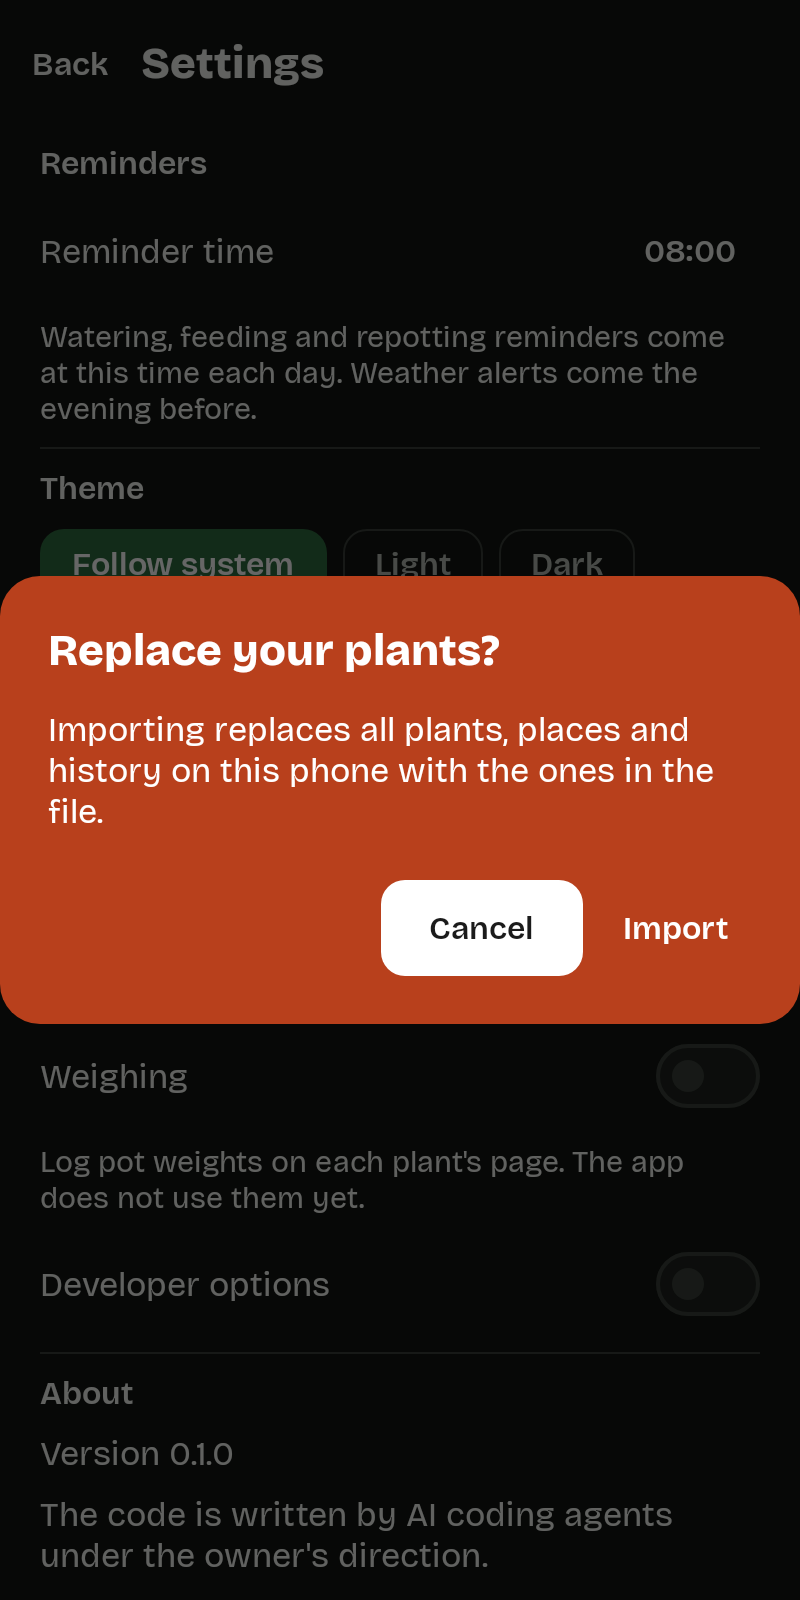 Back Settings
Reminders
Reminder time 08:00
Watering, feeding and repotting reminders come
at this time each day. Weather alerts come the
evening before.
Theme
Follow system Light Dark
Replace your plants?
Importing replaces all plants, places and
history on this phone with the ones in the
file.
Cancel Import
Weighing
Log pot weights on each plant's page. The app
does not use them yet.
Developer options
About
Version 0.1.0
The code is written by AI coding agents
under the owner's direction.